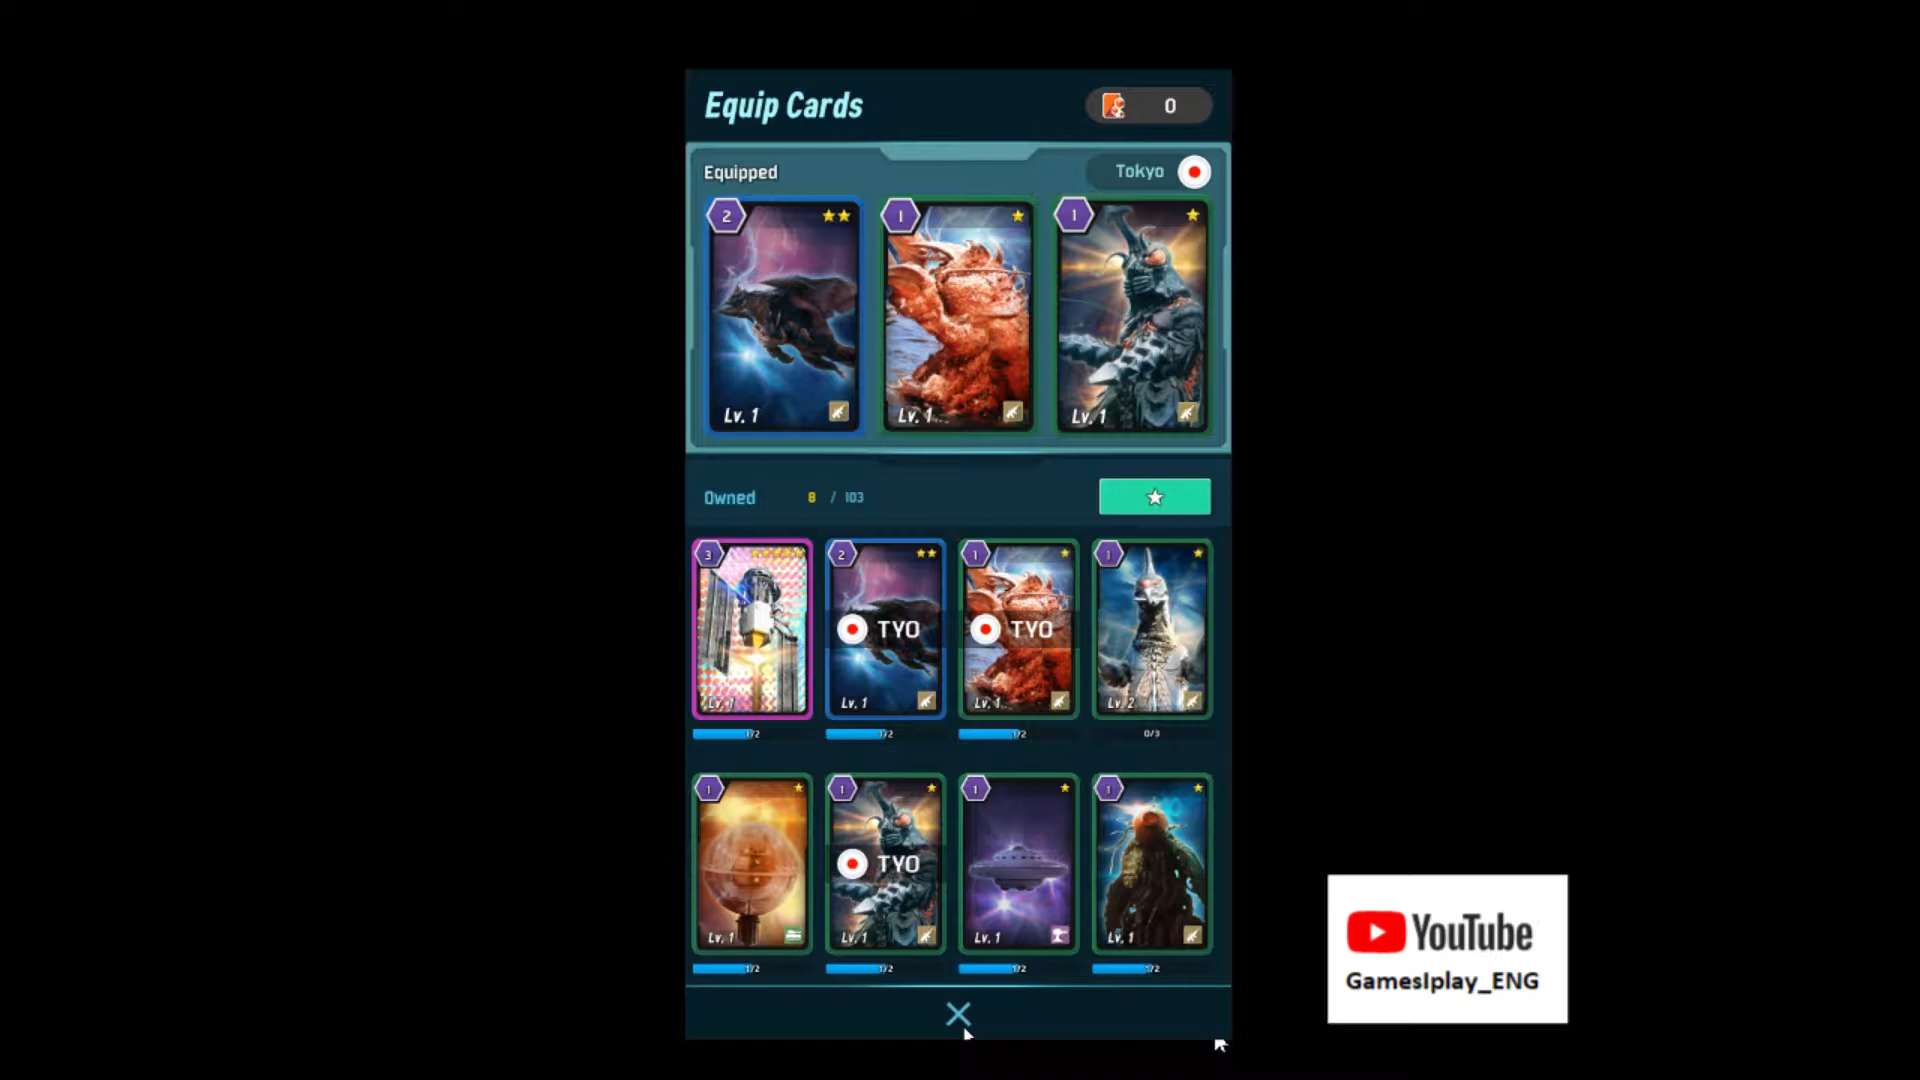 Equip Cards
0
Equipped
Tokyo
2
1
1
Lv. 1
Lv. 1
Lv. 1
Owned 8 / 103
3
2
1
1
TYO
TYO
Lv. 1
Lv. 1
Lv. 1
Lv. 2
1/2
1/2
1/2
0/3
1
1
1
1
TYO
Lv. 1
Lv. 1
Lv. 1
Lv. 1
1/2
1/2
1/2
1/2
YouTube
GamesIplay_ENG